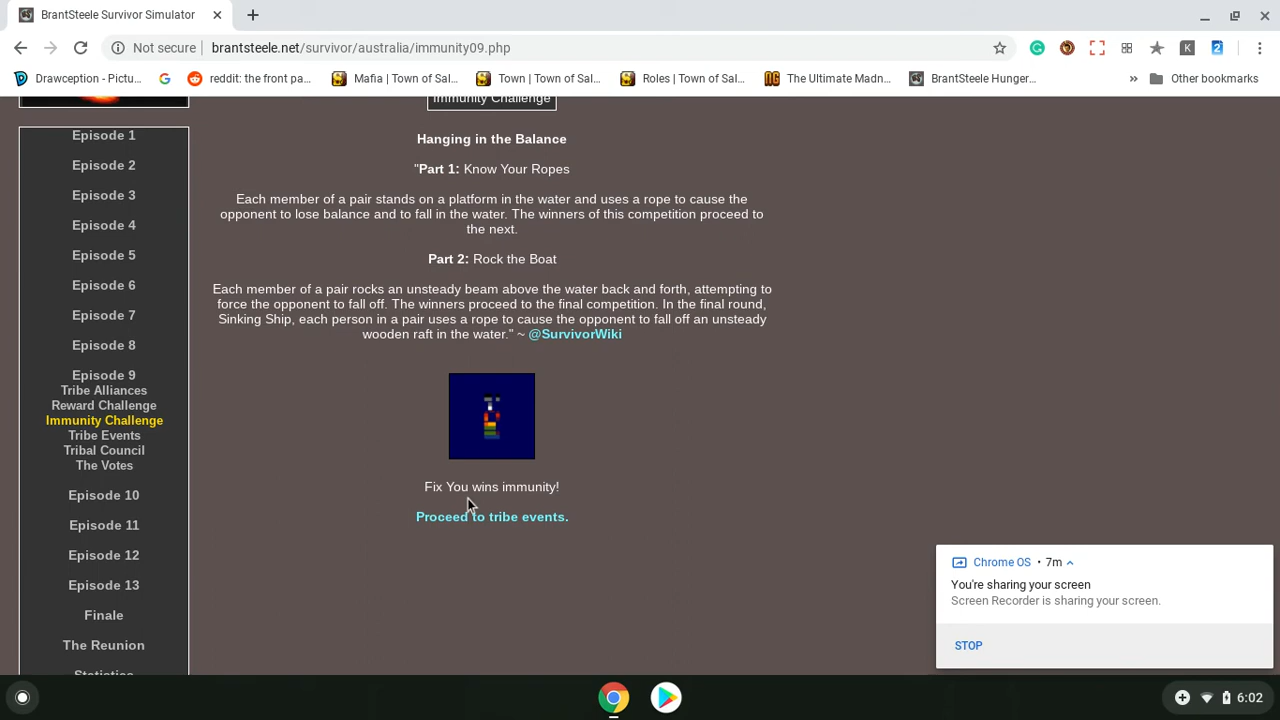 BrantSteele Survivor Simulator
Not secure | brantsteele.net/survivor/australia/immunity09.php
Drawception - Pictu... reddit: the front pa... Mafia | Town of Sal... Town | Town of Sal... Roles | Town of Sal... The Ultimate Madn... BrantSteele Hunger... » Other bookmarks
Immunity Challenge
Episode 1
Episode 2
Episode 3
Episode 4
Episode 5
Episode 6
Episode 7
Episode 8
Episode 9
Tribe Alliances
Reward Challenge
Immunity Challenge
Tribe Events
Tribal Council
The Votes
Episode 10
Episode 11
Episode 12
Episode 13
Finale
The Reunion
Statistics
Hanging in the Balance
"Part 1: Know Your Ropes
Each member of a pair stands on a platform in the water and uses a rope to cause the
opponent to lose balance and to fall in the water. The winners of this competition proceed to
the next.
Part 2: Rock the Boat
Each member of a pair rocks an unsteady beam above the water back and forth, attempting to
force the opponent to fall off. The winners proceed to the final competition. In the final round,
Sinking Ship, each person in a pair uses a rope to cause the opponent to fall off an unsteady
wooden raft in the water." ~ @SurvivorWiki
Fix You wins immunity!
Proceed to tribe events.
Chrome OS • 7m
You're sharing your screen
Screen Recorder is sharing your screen.
STOP
6:02